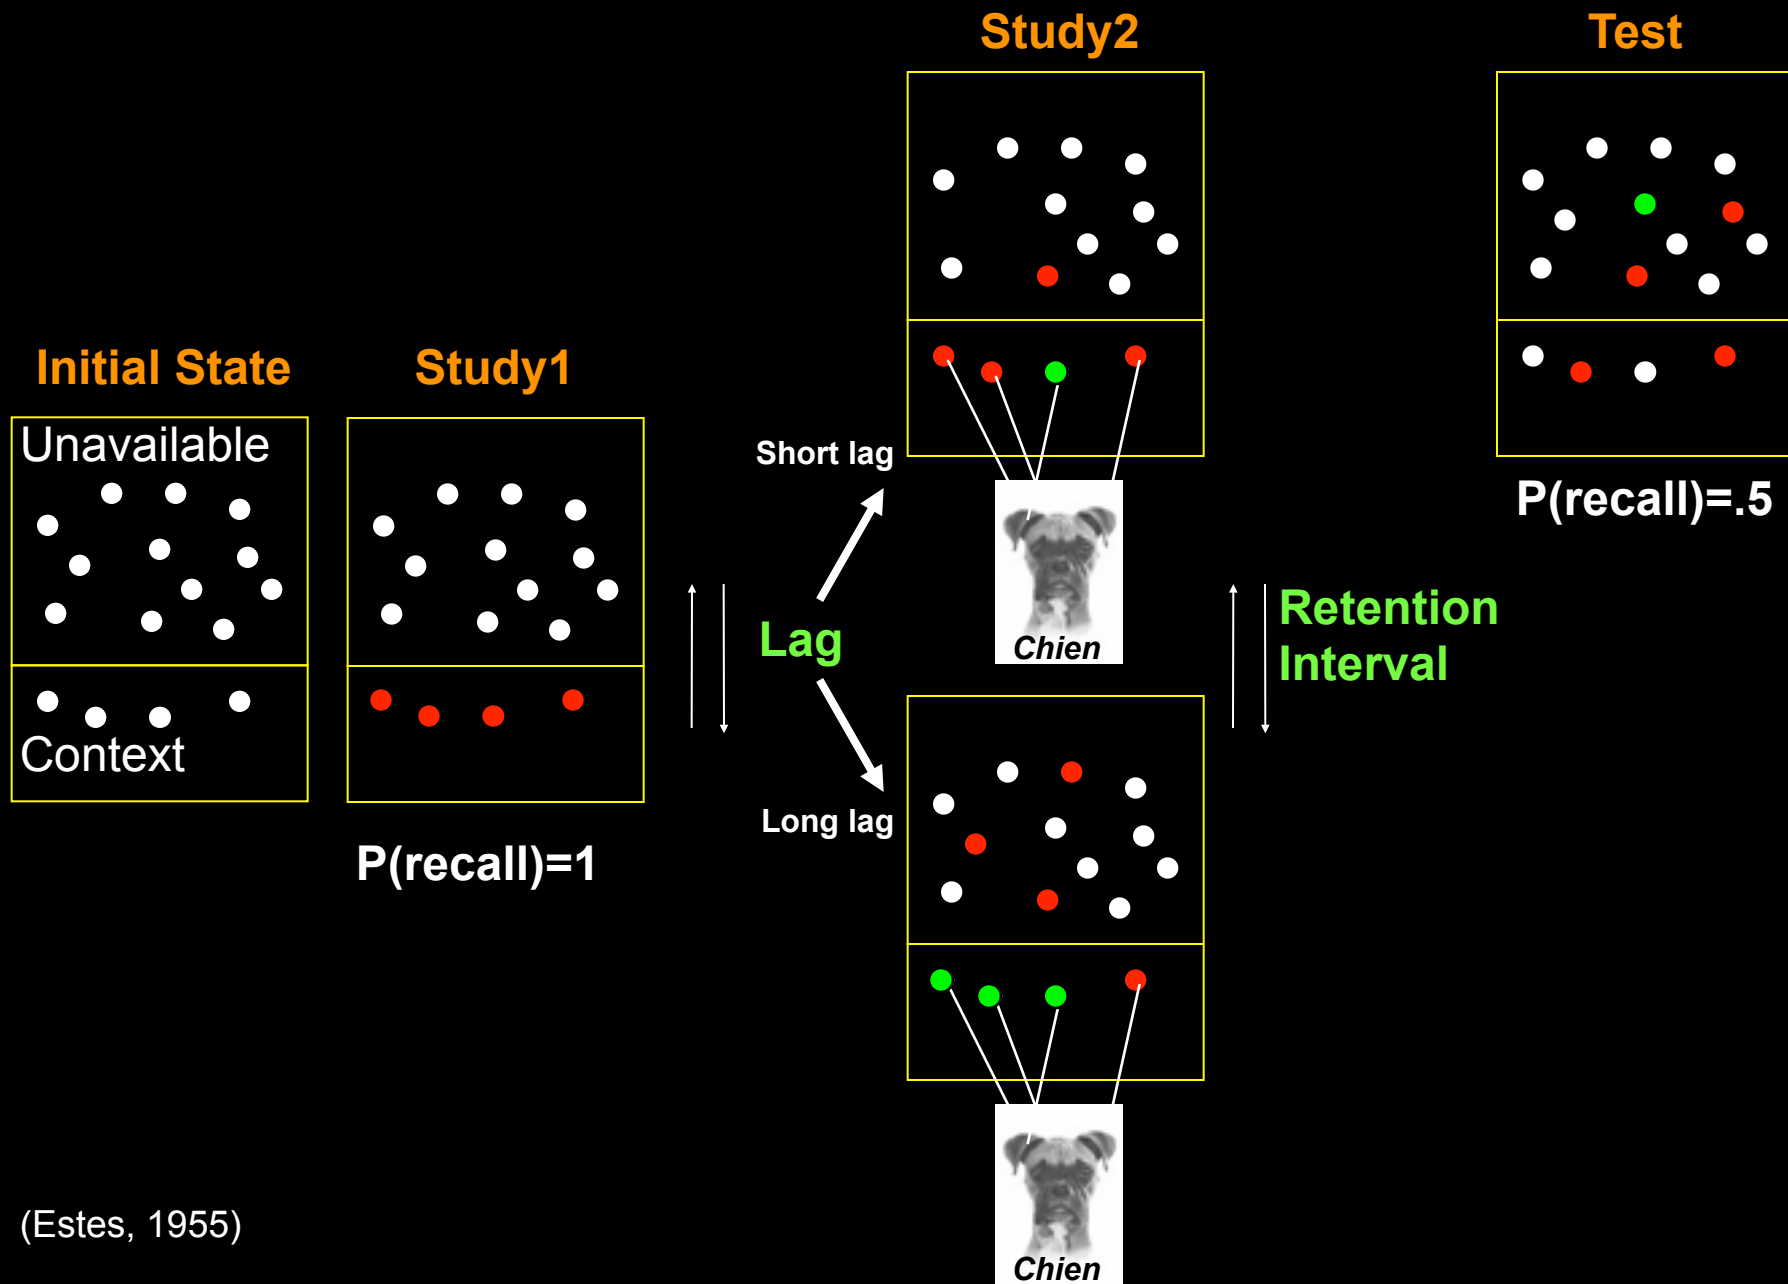 Study2
Test
Initial State
Study1
Unavailable
Context
P(recall)=1
Short lag
Lag
Long lag
Chien
Retention
Interval
P(recall)=.5
Chien
(Estes, 1955)